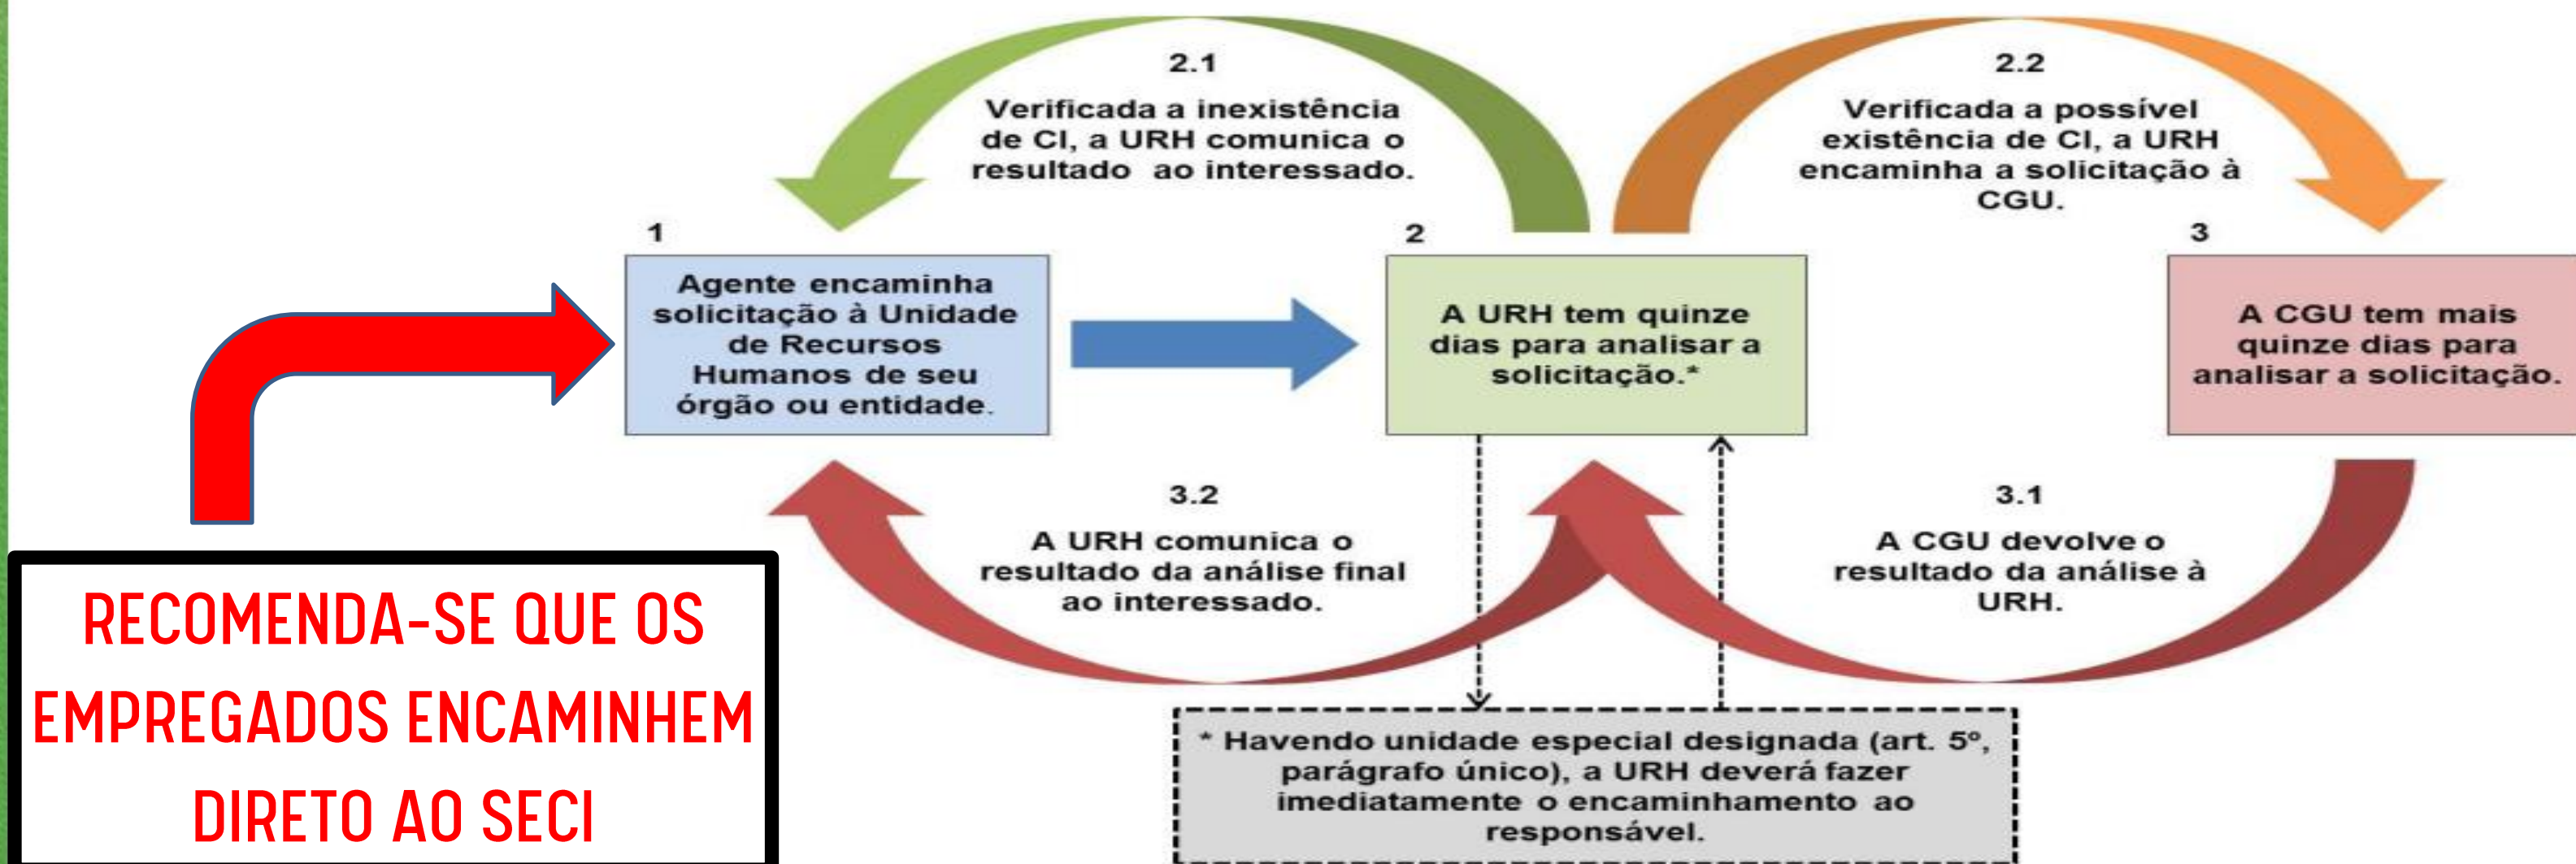 2.1
Verificada a inexistência
de CI, a URH comunica o
resultado ao interessado.
2.2
Verificada a possível
existência de CI, a URH
encaminha a solicitação à
CGU.
1
Agente encaminha
solicitação à Unidade
de Recursos
Humanos de seu
órgão ou entidade.
2
A URH tem quinze
dias para analisar a
solicitação.*
3
A CGU tem mais
quinze dias para
analisar a solicitação.
3.2
A URH comunica o
resultado da análise final
ao interessado.
3.1
A CGU devolve o
resultado da análise à
URH.
RECOMENDA-SE QUE OS
EMPREGADOS ENCAMINHEM
DIRETO AO SECI
* Havendo unidade especial designada (art. 5º,
parágrafo único), a URH deverá fazer
imediatamente o encaminhamento ao
responsável.